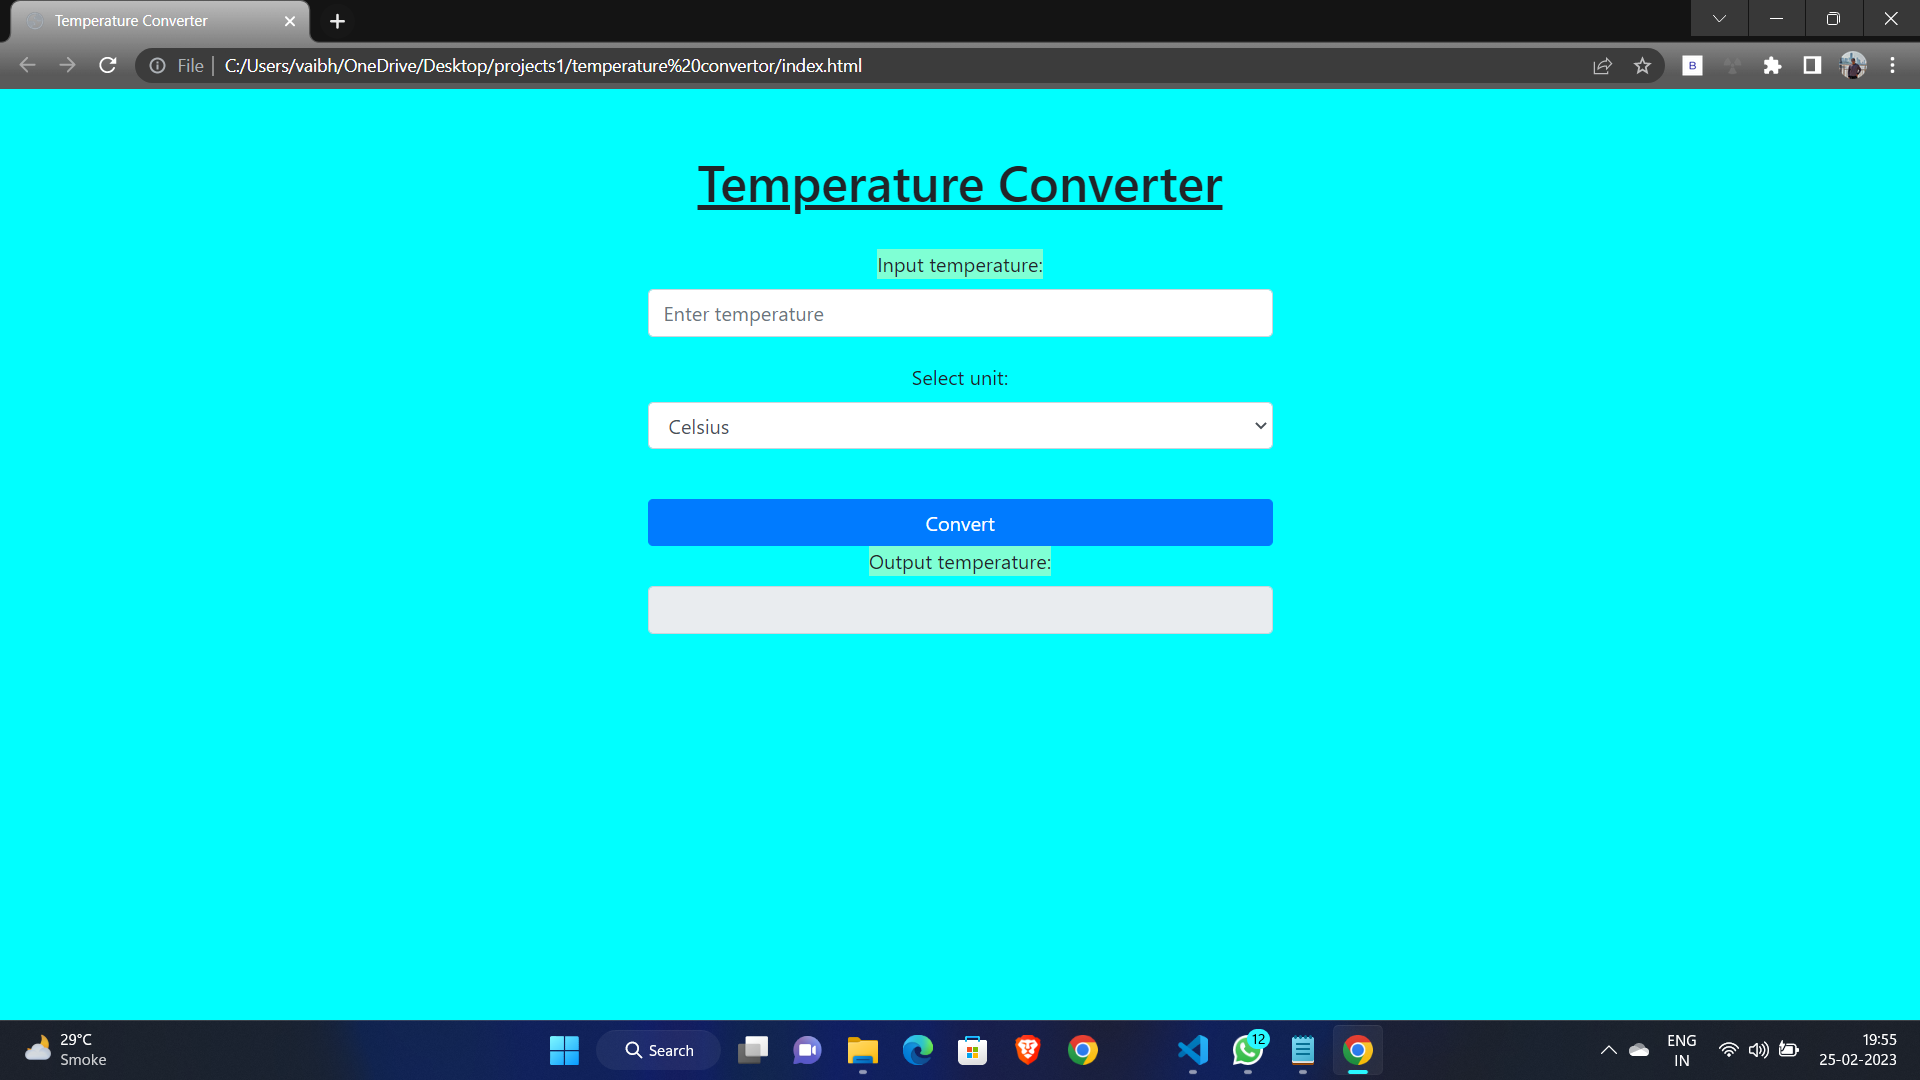 Temperature Converter
File
C:/Users/vaibh/OneDrive/Desktop/projects1/temperature%20convertor/index.html
B
Temperature Converter
Input temperature:
Enter temperature
Select unit:
Celsius
Convert
Output temperature:
29°C
Smoke
Search
12
ENG
IN
19:55
25-02-2023